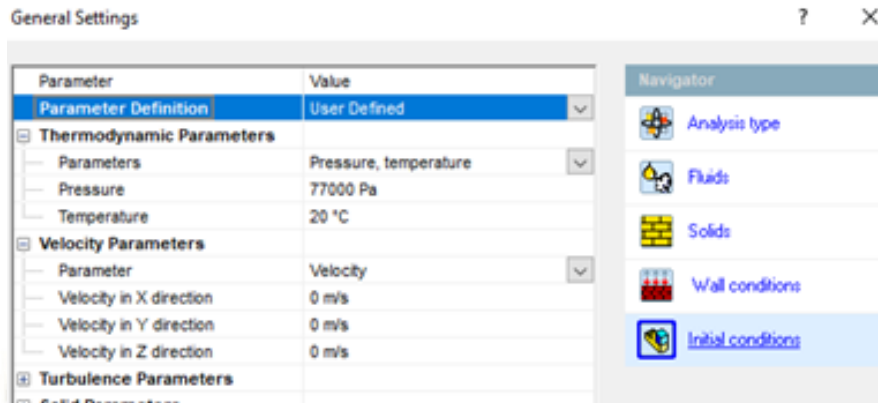 General Settings ? ×
Parameter Value
Parameter Definition User Defined
Thermodynamic Parameters
Parameters Pressure, temperature
Pressure 77000 Pa
Temperature 20 °C
Velocity Parameters
Parameter Velocity
Velocity in X direction 0 m/s
Velocity in Y direction 0 m/s
Velocity in Z direction 0 m/s
Turbulence Parameters
Solid Parameters
Navigator
Analysis type
Fluids
Solids
Wall conditions
Initial conditions